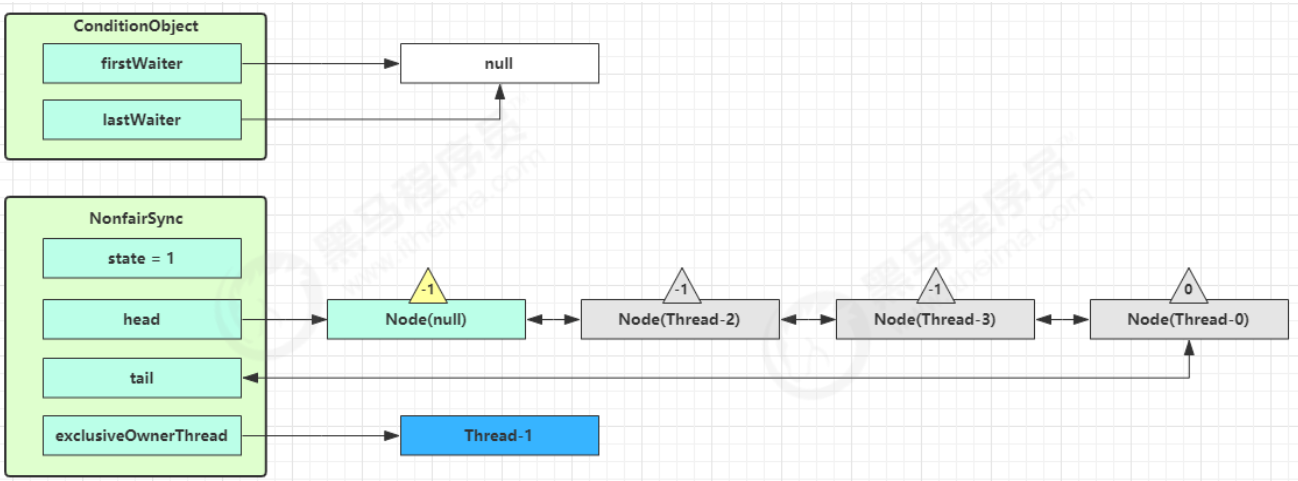 ConditionObject
firstWaiter
null
lastWaiter
黑马程序员
www.itheima.com
黑马程序员
www.itheima.com
NonfairSync
state = 1
-1
-1
-1
0
head
Node(null)
Node(Thread-2)
Node(Thread-3)
Node(Thread-0)
tail
exclusiveOwnerThread
Thread-1